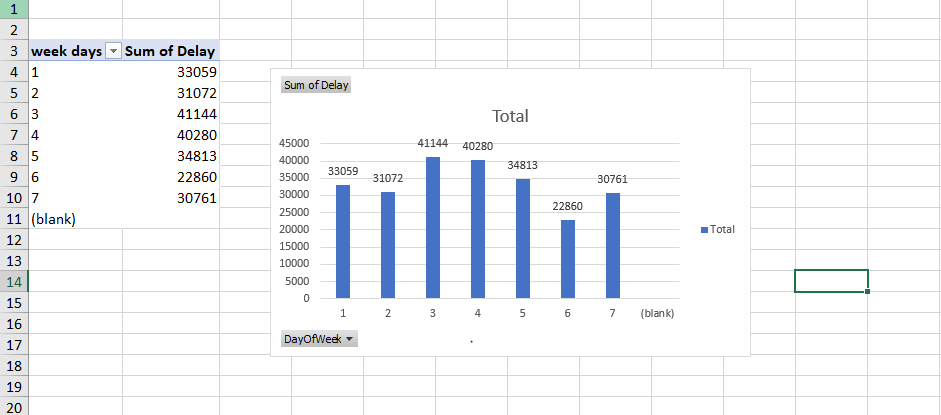 1
2
3 week days Sum of Delay
4 1 33059
5 2 31072
6 3 41144
7 4 40280
8 5 34813
9 6 22860
10 7 30761
11 (blank)
12
13
14
15
16
17
18
19
20
Sum of Delay
Total
45000
40000
35000
30000
25000
20000
15000
10000
5000
0
33059
31072
41144
40280
34813
22860
30761
1 2 3 4 5 6 7 (blank)
Total
DayOfWeek